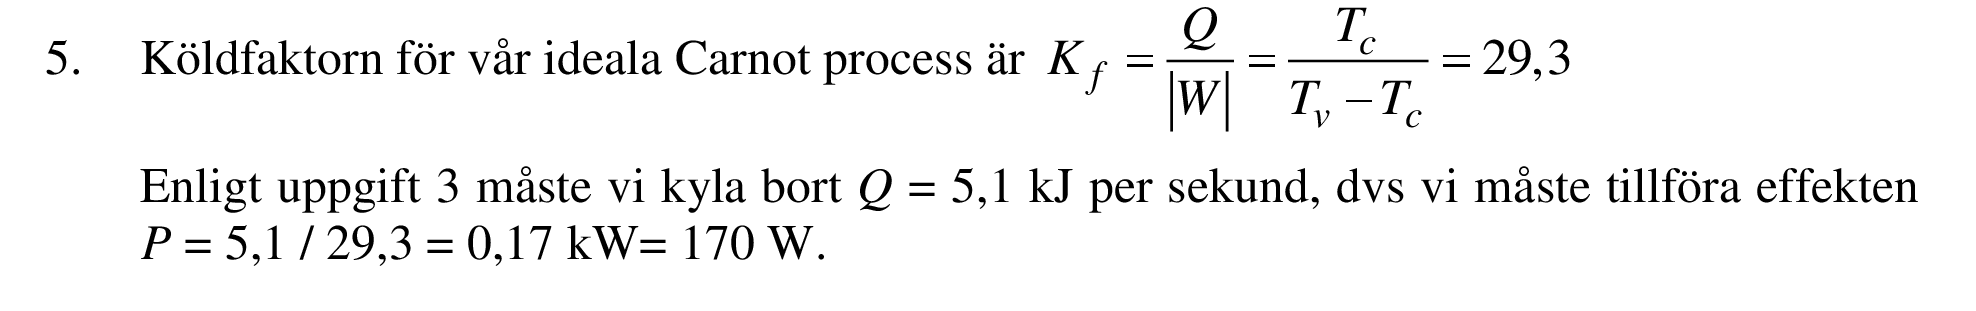 5. Köldfaktorn för vår ideala Carnot process är K_f = Q/|W| = T_c/(T_v – T_c) = 29,3
Enligt uppgift 3 måste vi kyla bort Q = 5,1 kJ per sekund, dvs vi måste tillföra effekten
P = 5,1 / 29,3 = 0,17 kW= 170 W.